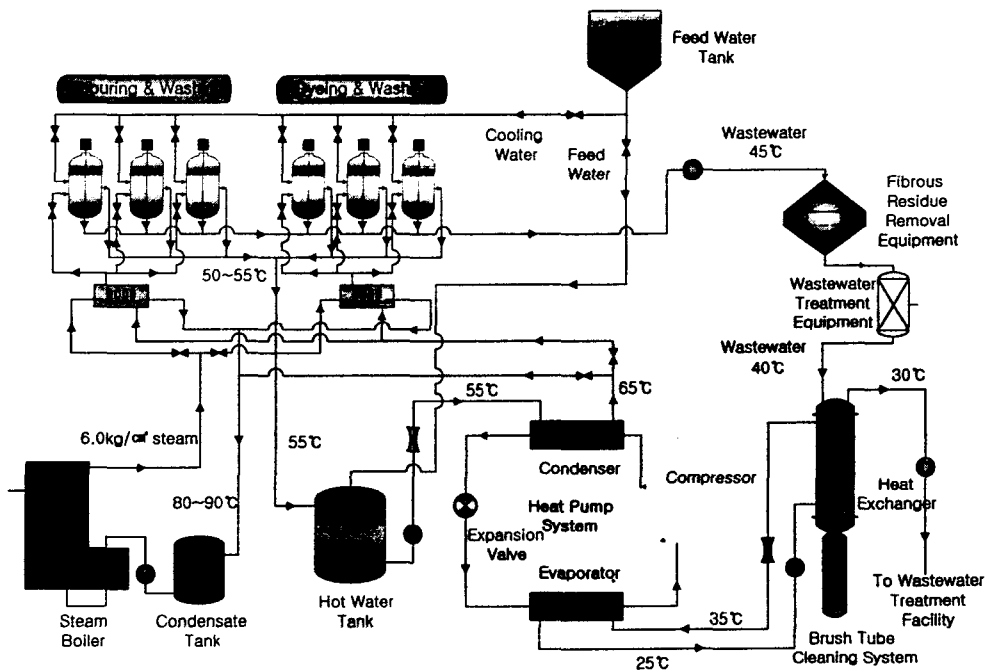 Feed Water
Tank
ouring & Was
yeing & Was
Cooling
Water
Feed
Water
Wastewater
45℃
Fibrous
Residue
Removal
Equipment
50~55℃
Wastewater
Treatment
Equipment
Wastewater
40℃
30℃
65℃
55℃
6.0kg/㎠ steam
55℃
Condenser
Compressor
Heat
Exchanger
80~90℃
Heat Pump
System
Expansion
Valve
Evaporator
Hot Water
Tank
Steam
Boiler
Condensate
Tank
35℃
25℃
To Wastewater
Treatment
Facility
Brush Tube
Cleaning System